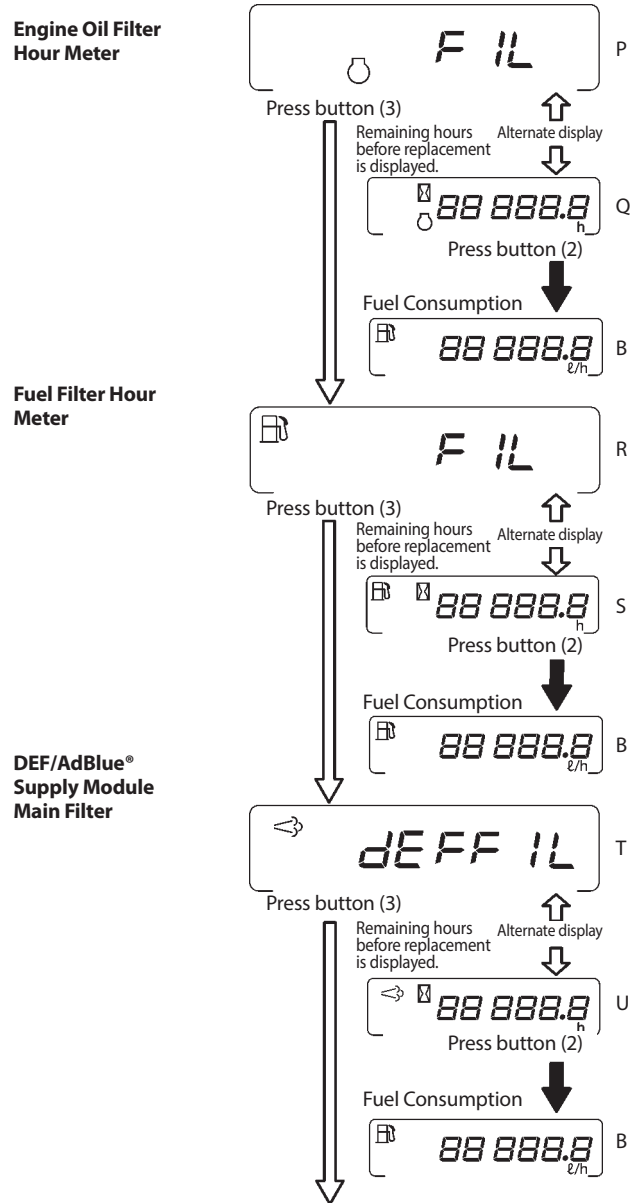 Engine Oil Filter
Hour Meter
F IL
P
Press button (3)
Remaining hours
before replacement
is displayed.
Alternate display
88 888.8
h
Q
Press button (2)
Fuel Consumption
88 888.8
ℓ/h
B
Fuel Filter Hour
Meter
F IL
R
Press button (3)
Remaining hours
before replacement
is displayed.
Alternate display
88 888.8
h
S
Press button (2)
Fuel Consumption
88 888.8
ℓ/h
B
DEF/AdBlue®
Supply Module
Main Filter
dEFF IL
T
Press button (3)
Remaining hours
before replacement
is displayed.
Alternate display
88 888.8
h
U
Press button (2)
Fuel Consumption
88 888.8
ℓ/h
B